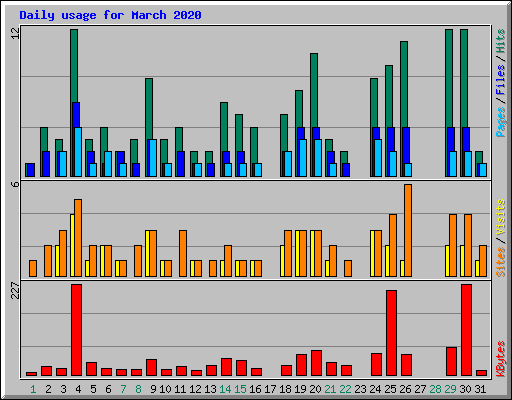 Daily usage for March 2020
12
Pages / Files / Hits
6
Sites / Visits
227
KBytes
1 2 3 4 5 6 7 8 9 10 11 12 13 14 15 16 17 18 19 20 21 22 23 24 25 26 27 28 29 30 31